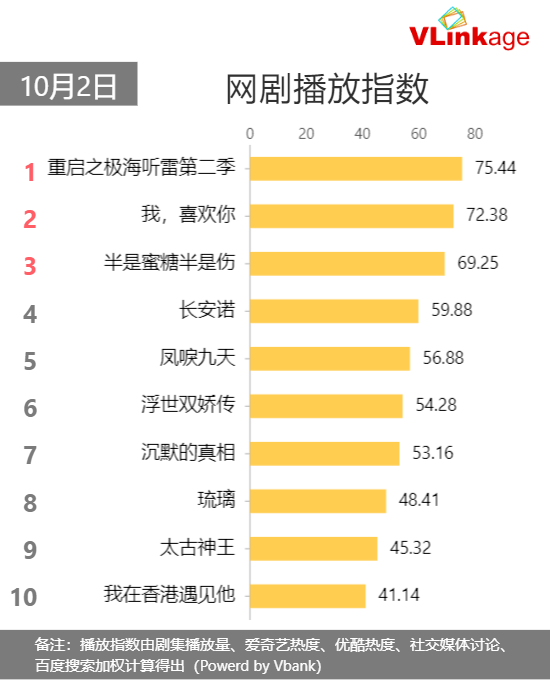 VLinkage
10月2日
网剧播放指数
0 20 40 60 80
1 重启之极海听雷第二季 75.44
2 我，喜欢你 72.38
3 半是蜜糖半是伤 69.25
4 长安诺 59.88
5 凤唳九天 56.88
6 浮世双娇传 54.28
7 沉默的真相 53.16
8 琉璃 48.41
9 太古神王 45.32
10 我在香港遇见他 41.14
备注：播放指数由剧集播放量、爱奇艺热度、优酷热度、社交媒体讨论、
百度搜索加权计算得出（Powerd by Vbank）